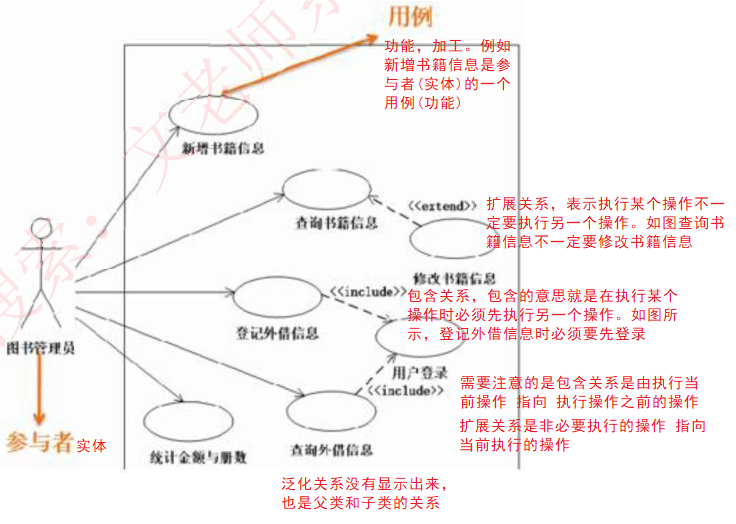 用例
功能，加工。例如
新增书籍信息是参
与者(实体)的一个
用例(功能)
新增书籍信息
查询书籍信息
<<extend>>
扩展关系，表示执行某个操作不一
定要执行另一个操作。如图查询书
籍信息不一定要修改书籍信息
修改书籍信息
登记外借信息
<<include>>
包含关系，包含的意思就是在执行某个
操作时必须先执行另一个操作。如图所
示，登记外借信息时必须要先登录
图书管理员
用户登录
<<include>>
需要注意的是包含关系是由执行当
前操作 指向 执行操作之前的操作
扩展关系是非必要执行的操作 指向
当前执行的操作
参与者 实体
统计金额与册数
查询外借信息
泛化关系没有显示出来，
也是父类和子类的关系
搜索：文老师